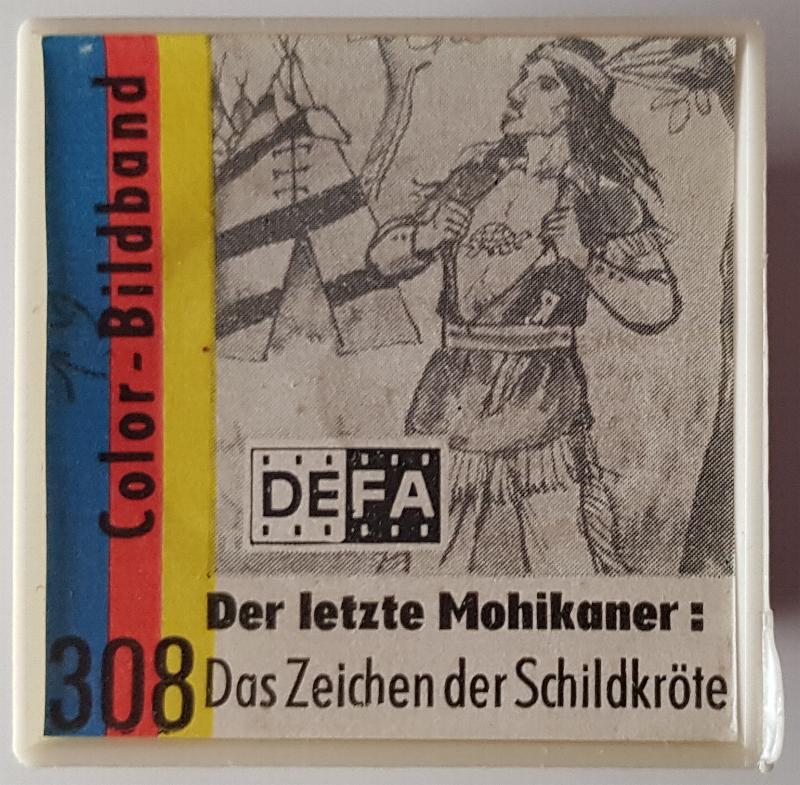 Color-Bildband
DEFA
Der letzte Mohikaner:
308 Das Zeichen der Schildkröte